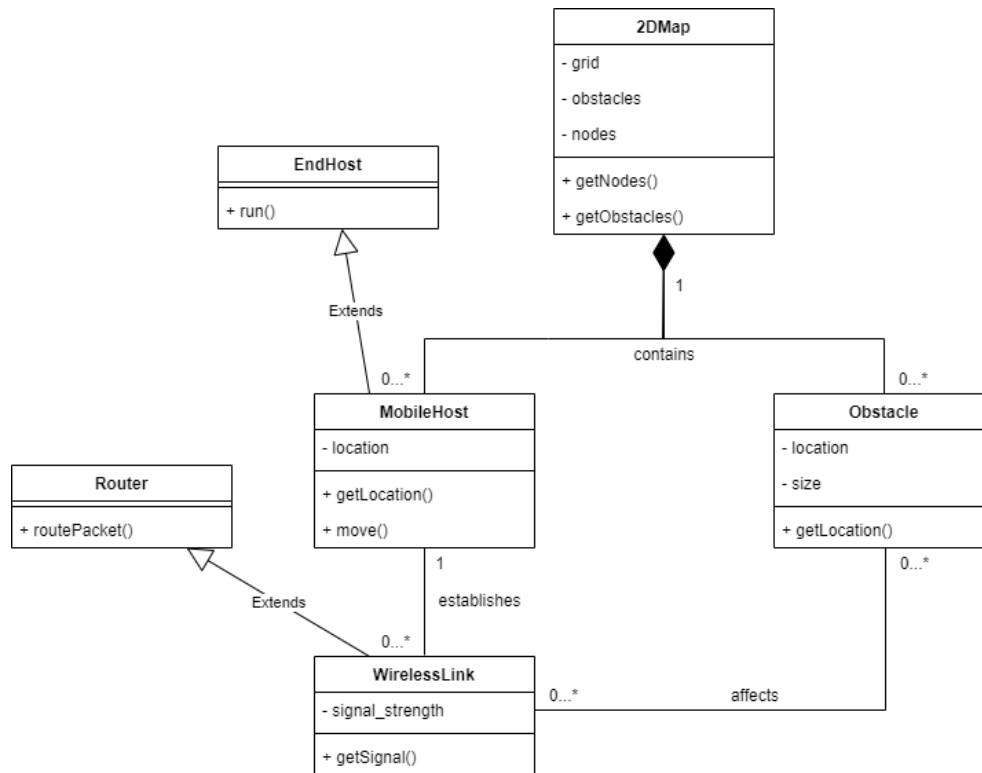 2DMap
- grid
- obstacles
- nodes
+ getNodes()
+ getObstacles()
EndHost
+ run()
1
Extends
contains
0...*
0...*
MobileHost
- location
+ getLocation()
+ move()
Obstacle
- location
- size
+ getLocation()
Router
+ routePacket()
1
0...*
establishes
Extends
0...*
WirelessLink
- signal_strength
+ getSignal()
0...*
affects